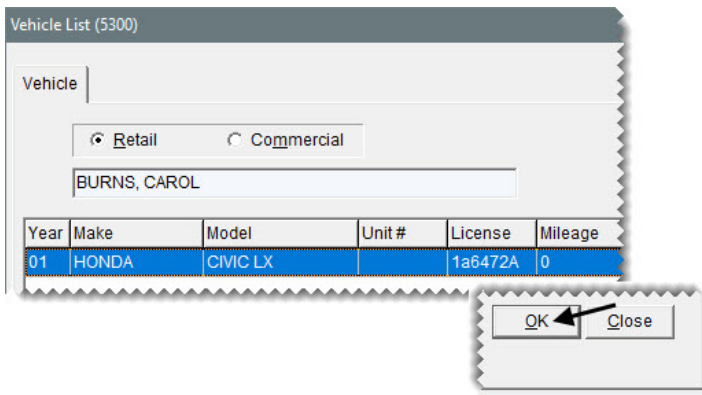 Vehicle List (5300)
Vehicle
Retail Commercial
BURNS, CAROL
Year Make Model Unit # License Mileage
01 HONDA CIVIC LX 1a6472A 0
OK Close